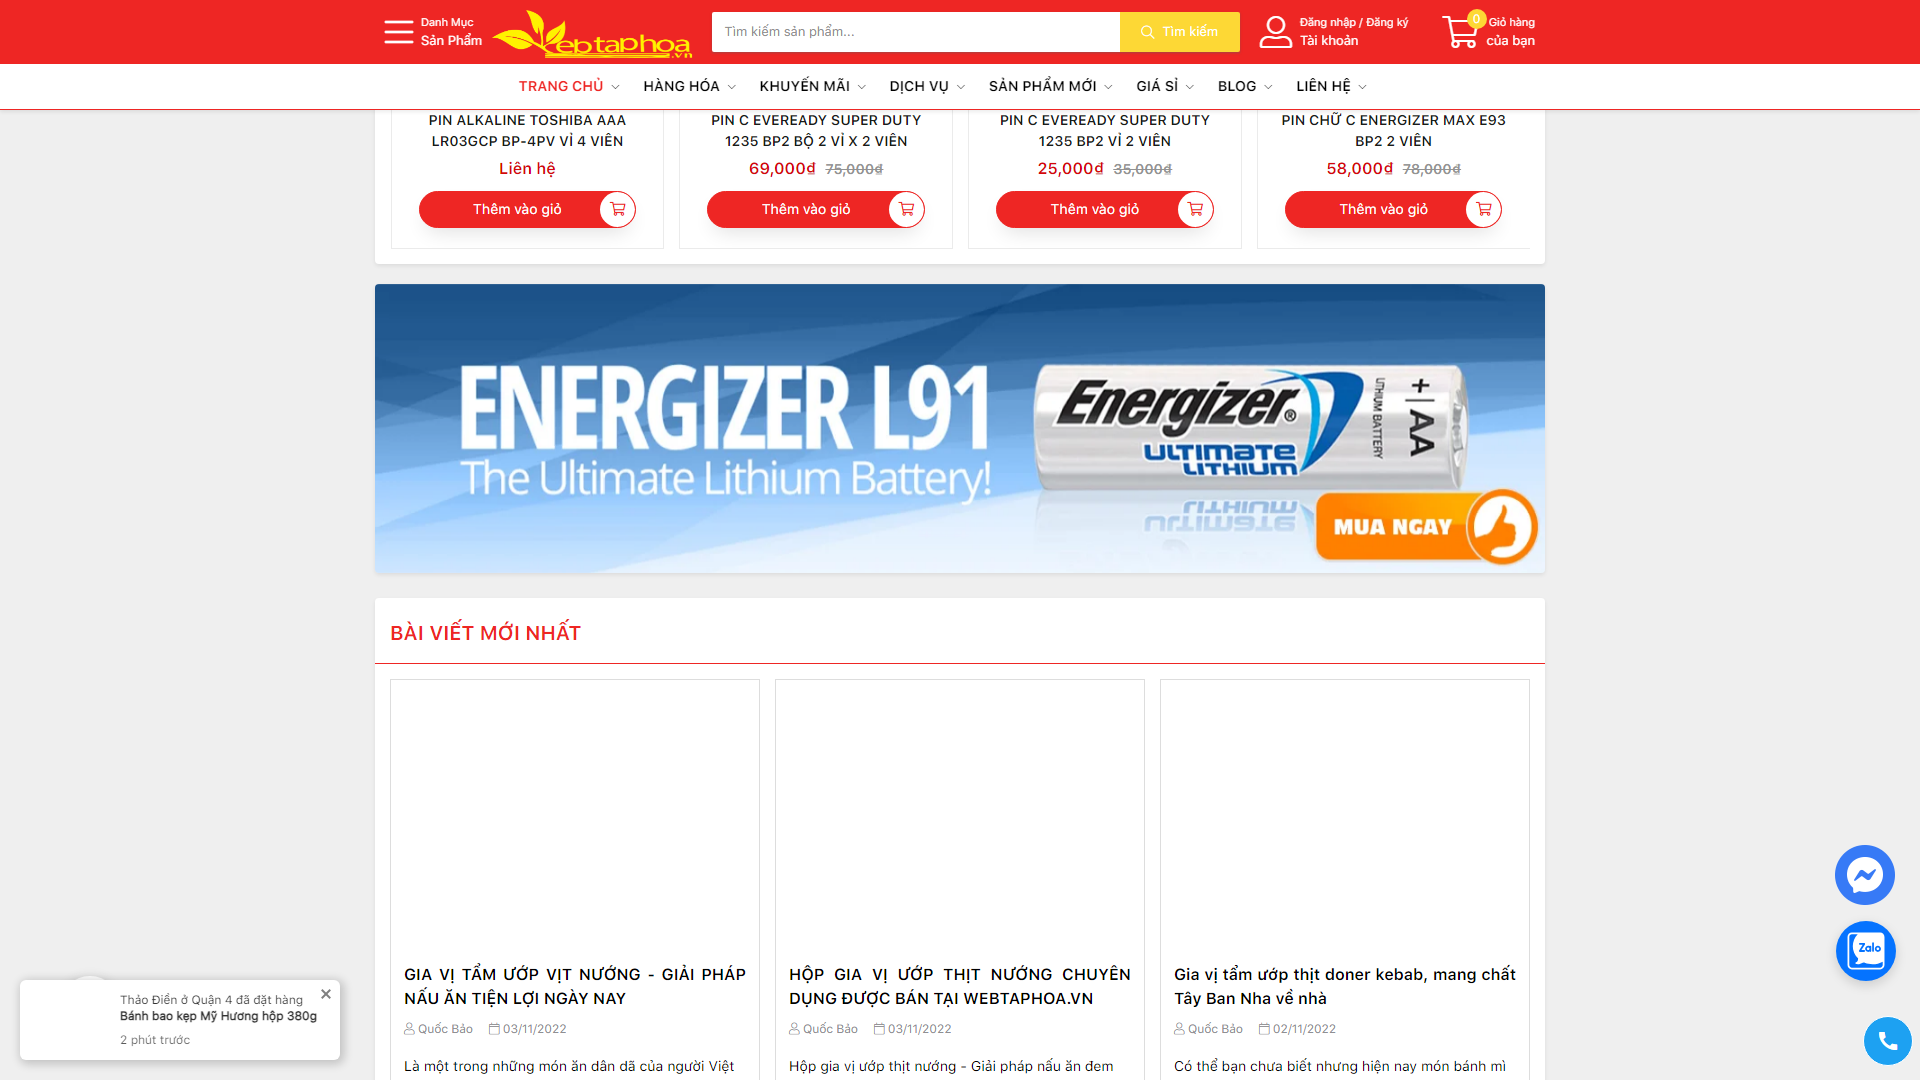 Danh Mục
Sản Phẩm
ebtaphoa
.vn
Tìm kiếm sản phẩm...
Tìm kiếm
Đăng nhập / Đăng ký
Tài khoản
0
Giỏ hàng
của bạn
TRANG CHỦ
HÀNG HÓA
KHUYẾN MÃI
DỊCH VỤ
SẢN PHẨM MỚI
GIÁ SỈ
BLOG
LIÊN HỆ
PIN ALKALINE TOSHIBA AAA
LR03GCP BP-4PV VỈ 4 VIÊN
Liên hệ
Thêm vào giỏ
PIN C EVEREADY SUPER DUTY
1235 BP2 BỘ 2 VỈ X 2 VIÊN
69,000₫ 75,000₫
Thêm vào giỏ
PIN C EVEREADY SUPER DUTY
1235 BP2 VỈ 2 VIÊN
25,000₫ 35,000₫
Thêm vào giỏ
PIN CHỮ C ENERGIZER MAX E93
BP2 2 VIÊN
58,000₫ 78,000₫
Thêm vào giỏ
ENERGIZER L91
The Ultimate Lithium Battery!
Energizer®
ULTIMATE
LITHIUM
LITHIUM BATTERY
+ | AA
MUA NGAY
BÀI VIẾT MỚI NHẤT
GIA VỊ TẨM ƯỚP VỊT NƯỚNG - GIẢI PHÁP
NẤU ĂN TIỆN LỢI NGÀY NAY
Quốc Bảo 03/11/2022
Là một trong những món ăn dân dã của người Việt
HỘP GIA VỊ ƯỚP THỊT NƯỚNG CHUYÊN
DỤNG ĐƯỢC BÁN TẠI WEBTAPHOA.VN
Quốc Bảo 03/11/2022
Hộp gia vị ướp thịt nướng - Giải pháp nấu ăn đem
Gia vị tẩm ướp thịt doner kebab, mang chất
Tây Ban Nha về nhà
Quốc Bảo 02/11/2022
Có thể bạn chưa biết nhưng hiện nay món bánh mì
Thảo Điền ở Quận 4 đã đặt hàng
Bánh bao kẹp Mỹ Hương hộp 380g
2 phút trước
Zalo